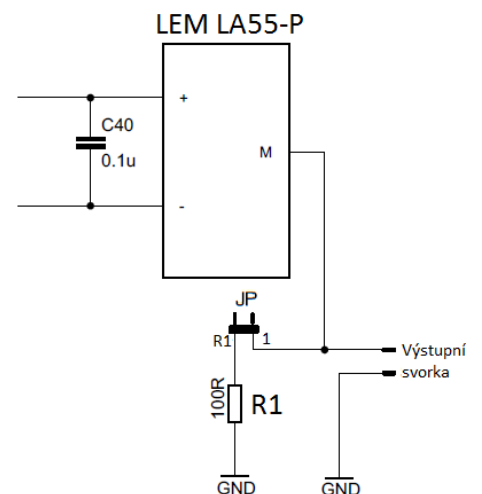 LEM LA55-P
+
C40
0.1u
M
-
JP
R1
1
Výstupní
svorka
100R
R1
GND
GND